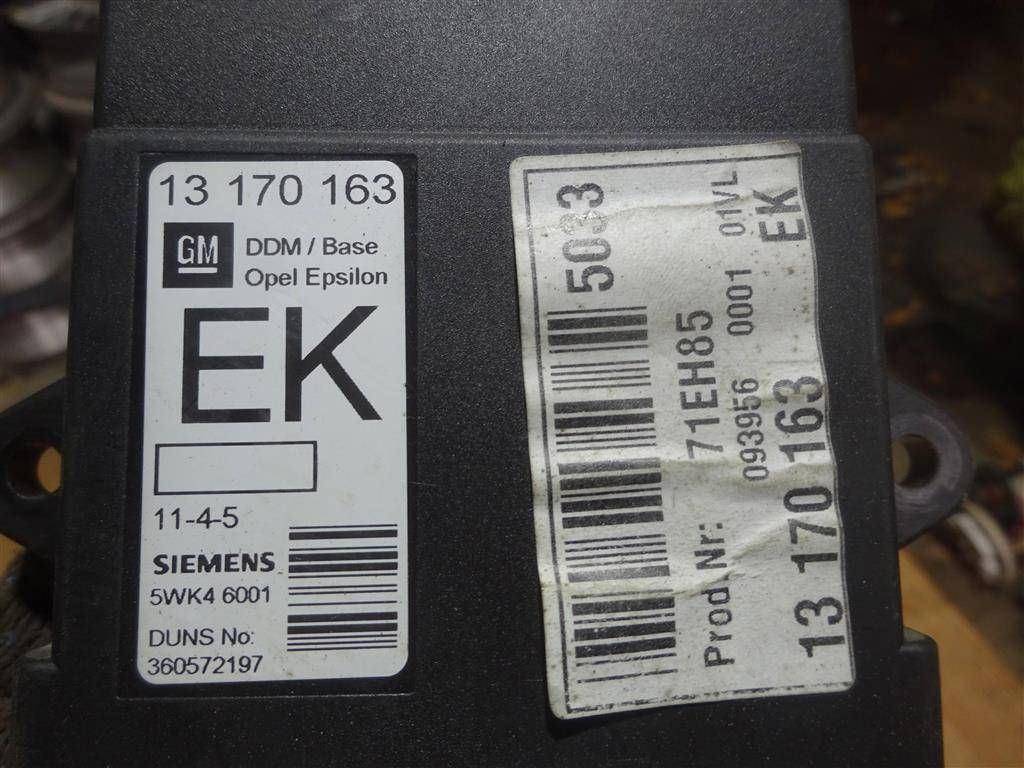 13 170 163
GM
DDM / Base
Opel Epsilon
EK
11-4-5
SIEMENS
5WK4 6001
DUNS No:
360572197
5033
Prod.Nr: 71EH85
093956 0001 01VL
13 170 163 EK